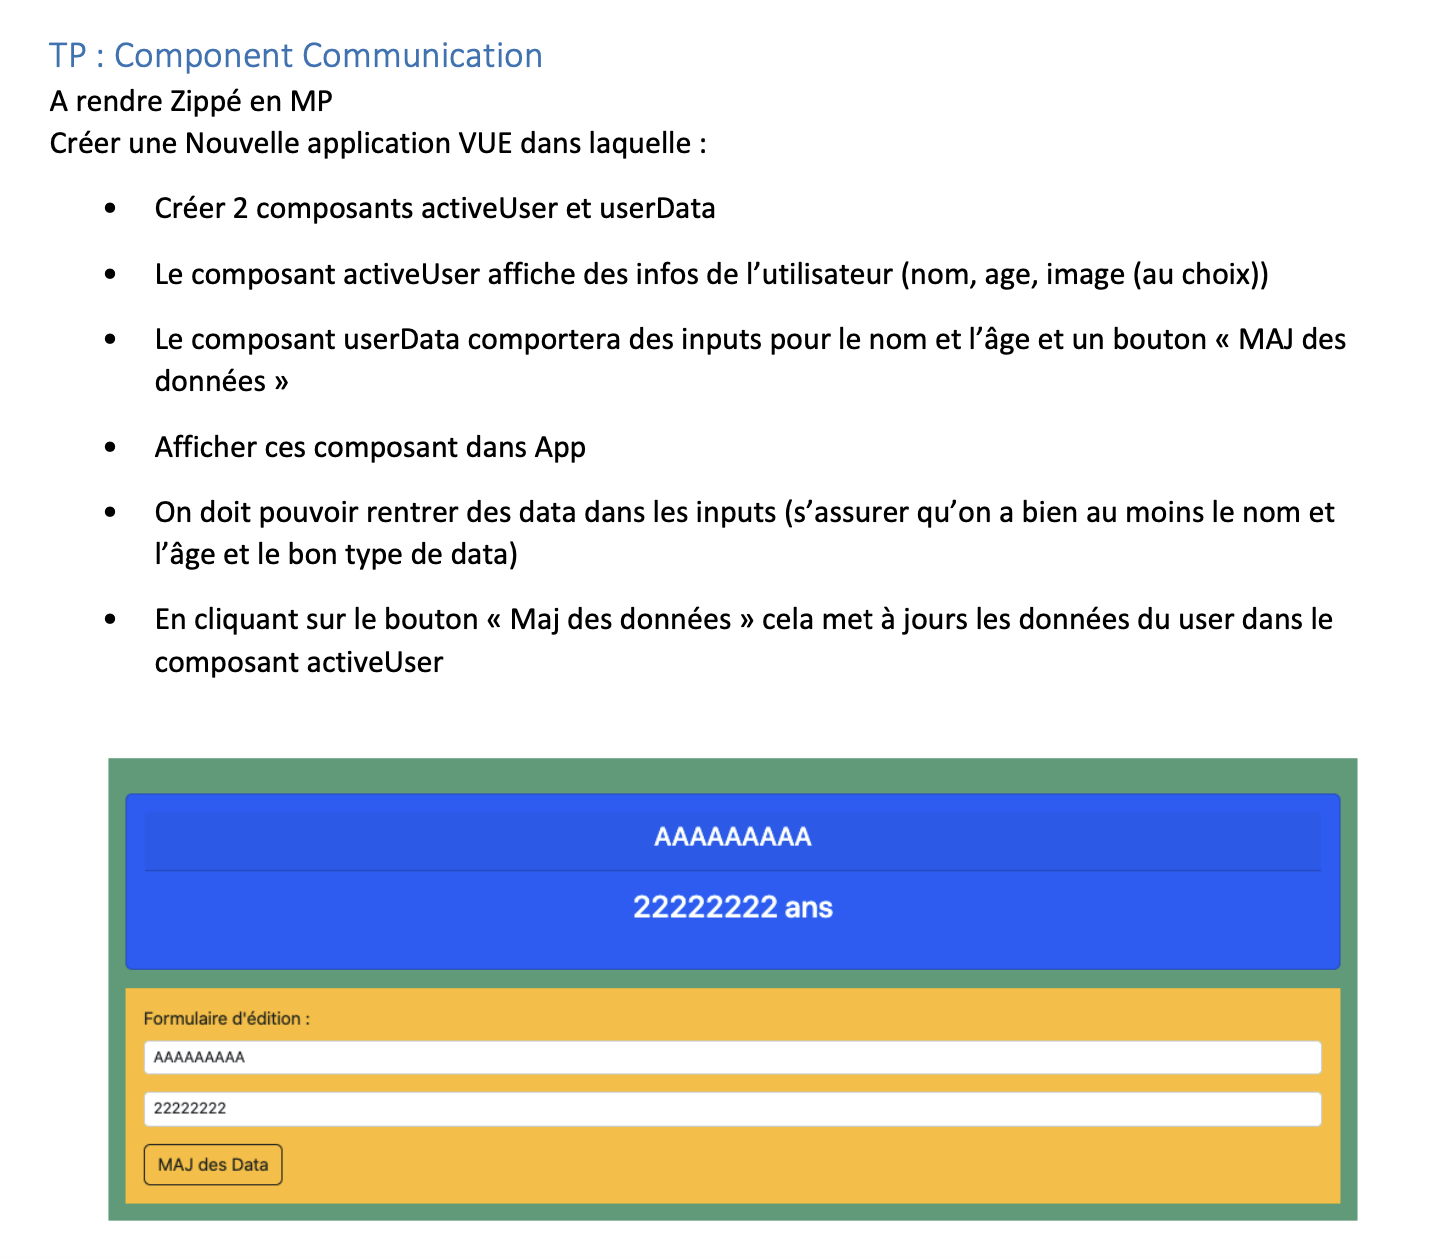 TP : Component Communication
A rendre Zippé en MP
Créer une Nouvelle application VUE dans laquelle :
• Créer 2 composants activeUser et userData
• Le composant activeUser affiche des infos de l’utilisateur (nom, age, image (au choix))
• Le composant userData comportera des inputs pour le nom et l’âge et un bouton « MAJ des
données »
• Afficher ces composant dans App
• On doit pouvoir rentrer des data dans les inputs (s’assurer qu’on a bien au moins le nom et
l’âge et le bon type de data)
• En cliquant sur le bouton « Maj des données » cela met à jours les données du user dans le
composant activeUser
AAAAAAAAA
22222222 ans
Formulaire d'édition :
AAAAAAAAA
22222222
MAJ des Data